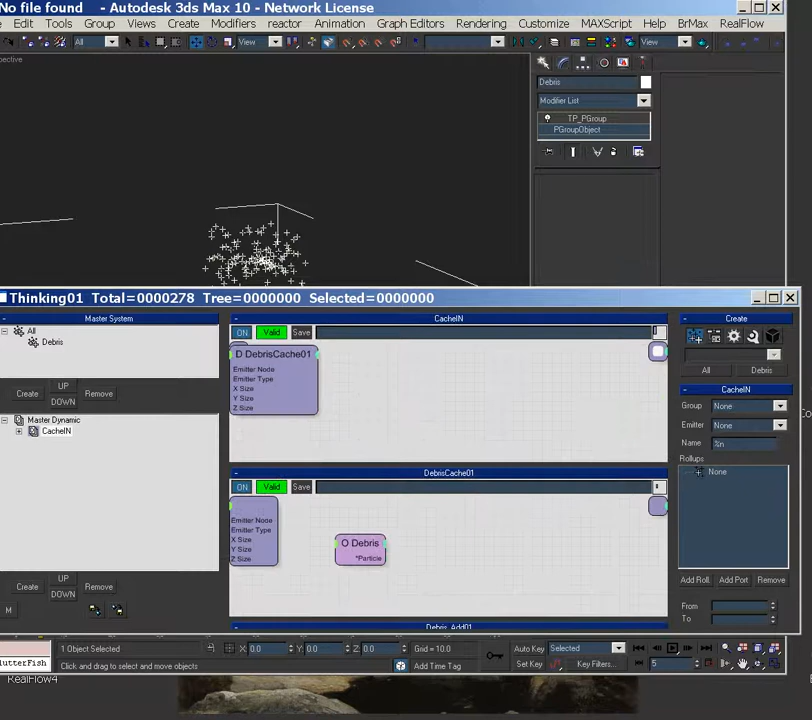 No file found - Autodesk 3ds Max 10 - Network License
Edit Tools Group Views Create Modifiers reactor Animation Graph Editors Rendering Customize MAXScript Help BrMax RealFlow
All View View
Debris
Modifier List
TP_PGroup
PGroupObject
Thinking01 Total=0000278 Tree=0000000 Selected=0000000
Master System
All
Debris
Create UP DOWN Remove
Master Dynamic
CacheIN
Create UP DOWN Remove
M
CacheIN
ON Valid Save
D DebrisCache01
Emitter Node
Emitter Type
X Size
Y Size
Z Size
DebrisCache01
ON Valid Save
Emitter Node
Emitter Type
X Size
Y Size
Z Size
O Debris
*Particle
Debris_Add01
Create
All Debris
CacheIN
Group None
Emitter None
Name %n
Rollups
None
Add Roll Add Port Remove
From
To
1 Object Selected X 0.0 Y 0.0 Z 0.0 Grid = 10.0 Auto Key Selected
Click and drag to select and move objects Add Time Tag Set Key Key Filters... 5
RealFlow4